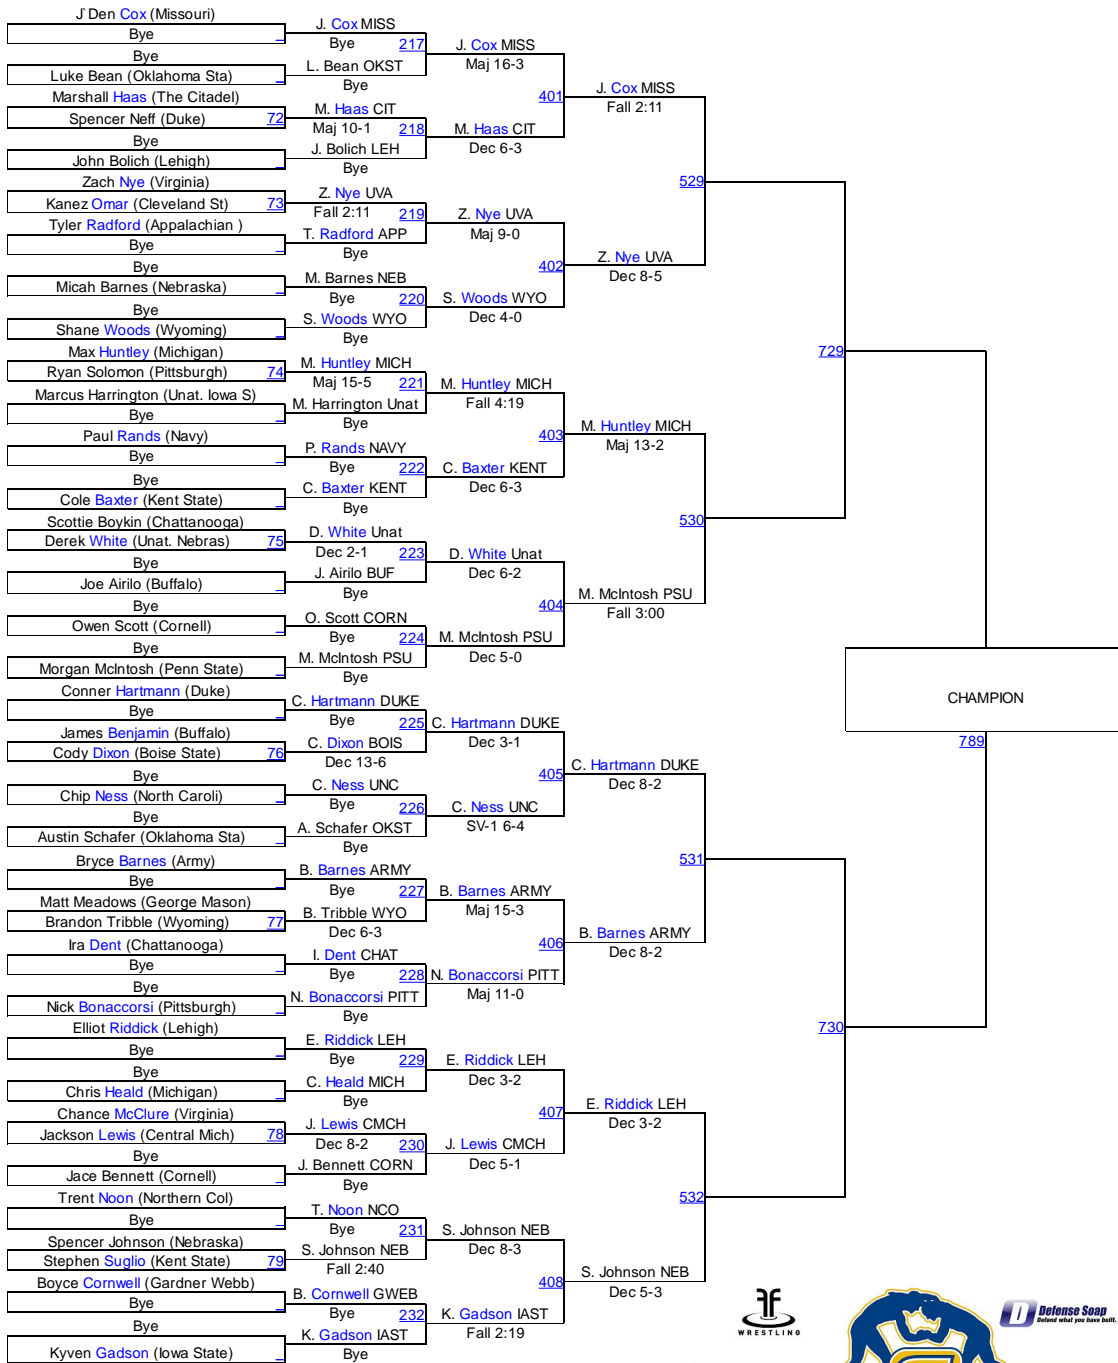 J'Den Cox (Missouri)
Bye
Bye
Luke Bean (Oklahoma Sta)
Marshall Haas (The Citadel)
Spencer Neff (Duke) 72
Bye
John Bolich (Lehigh)
Zach Nye (Virginia)
Kanez Omar (Cleveland St) 73
Tyler Radford (Appalachian )
Bye
Bye
Micah Barnes (Nebraska)
Bye
Shane Woods (Wyoming)
Max Huntley (Michigan)
Ryan Solomon (Pittsburgh) 74
Marcus Harrington (Unat. Iowa S)
Bye
Paul Rands (Navy)
Bye
Bye
Cole Baxter (Kent State)
Scottie Boykin (Chattanooga)
Derek White (Unat. Nebras) 75
Bye
Joe Airilo (Buffalo)
Bye
Owen Scott (Cornell)
Bye
Morgan McIntosh (Penn State)
Conner Hartmann (Duke)
Bye
James Benjamin (Buffalo)
Cody Dixon (Boise State) 76
Bye
Chip Ness (North Caroli)
Bye
Austin Schafer (Oklahoma Sta)
Bryce Barnes (Army)
Bye
Matt Meadows (George Mason)
Brandon Tribble (Wyoming) 77
Ira Dent (Chattanooga)
Bye
Bye
Nick Bonaccorsi (Pittsburgh)
Elliot Riddick (Lehigh)
Bye
Bye
Chris Heald (Michigan)
Chance McClure (Virginia)
Jackson Lewis (Central Mich) 78
Bye
Jace Bennett (Cornell)
Trent Noon (Northern Col)
Bye
Spencer Johnson (Nebraska)
Stephen Suglio (Kent State) 79
Boyce Cornwell (Gardner Webb)
Bye
Bye
Kyven Gadson (Iowa State)
J. Cox MISS
Bye 217
L. Bean OKST
Bye
M. Haas CIT
Maj 10-1 218
J. Bolich LEH
Bye
Z. Nye UVA
Fall 2:11 219
T. Radford APP
Bye
M. Barnes NEB
Bye 220
S. Woods WYO
Bye
M. Huntley MICH
Maj 15-5 221
M. Harrington Unat
Bye
P. Rands NAVY
Bye 222
C. Baxter KENT
Bye
D. White Unat
Dec 2-1 223
J. Airilo BUF
Bye
O. Scott CORN
Bye 224
M. McIntosh PSU
Bye
C. Hartmann DUKE
Bye 225
C. Dixon BOIS
Dec 13-6
C. Ness UNC
Bye 226
A. Schafer OKST
Bye
B. Barnes ARMY
Bye 227
B. Tribble WYO
Dec 6-3
I. Dent CHAT
Bye 228
N. Bonaccorsi PITT
Bye
E. Riddick LEH
Bye 229
C. Heald MICH
Bye
J. Lewis CMCH
Dec 8-2 230
J. Bennett CORN
Bye
T. Noon NCO
Bye 231
S. Johnson NEB
Fall 2:40
B. Cornwell GWEB
Bye 232
K. Gadson IAST
Bye
J. Cox MISS
Maj 16-3
401
M. Haas CIT
Dec 6-3
Z. Nye UVA
Maj 9-0
402
S. Woods WYO
Dec 4-0
M. Huntley MICH
Fall 4:19
403
C. Baxter KENT
Dec 6-3
D. White Unat
Dec 6-2
404
M. McIntosh PSU
Dec 5-0
C. Hartmann DUKE
Dec 3-1
405
C. Ness UNC
SV-1 6-4
B. Barnes ARMY
Maj 15-3
406
N. Bonaccorsi PITT
Maj 11-0
E. Riddick LEH
Dec 3-2
407
J. Lewis CMCH
Dec 5-1
S. Johnson NEB
Dec 8-3
408
K. Gadson IAST
Fall 2:19
J. Cox MISS
Fall 2:11
529
Z. Nye UVA
Dec 8-5
M. Huntley MICH
Maj 13-2
530
M. McIntosh PSU
Fall 3:00
C. Hartmann DUKE
Dec 8-2
531
B. Barnes ARMY
Dec 8-2
E. Riddick LEH
Dec 3-2
532
S. Johnson NEB
Dec 5-3
729
730
CHAMPION
789
WRESTLING
Defense Soap
Defend what you have built.